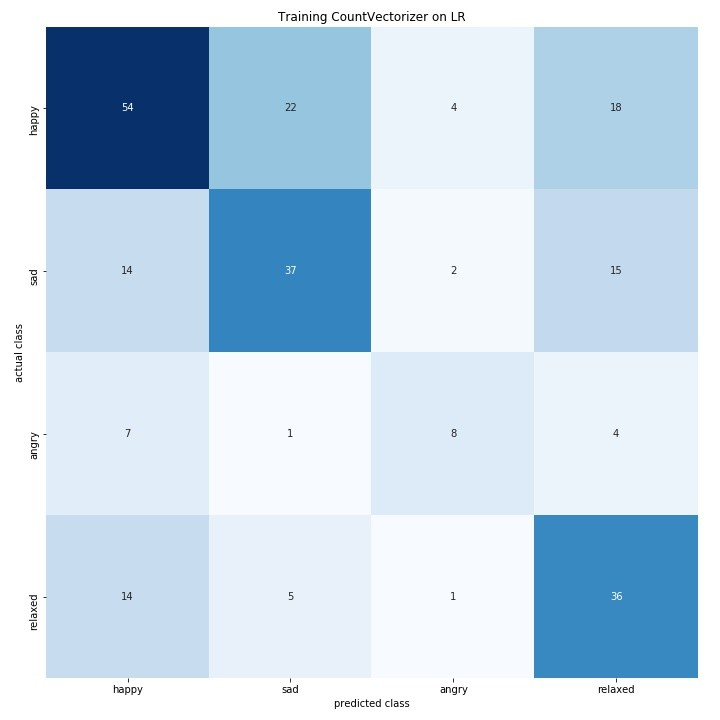 Training CountVectorizer on LR
happy
54 22 4 18
sad
14 37 2 15
actual class
angry
7 1 8 4
relaxed
14 5 1 36
happy sad angry relaxed
predicted class